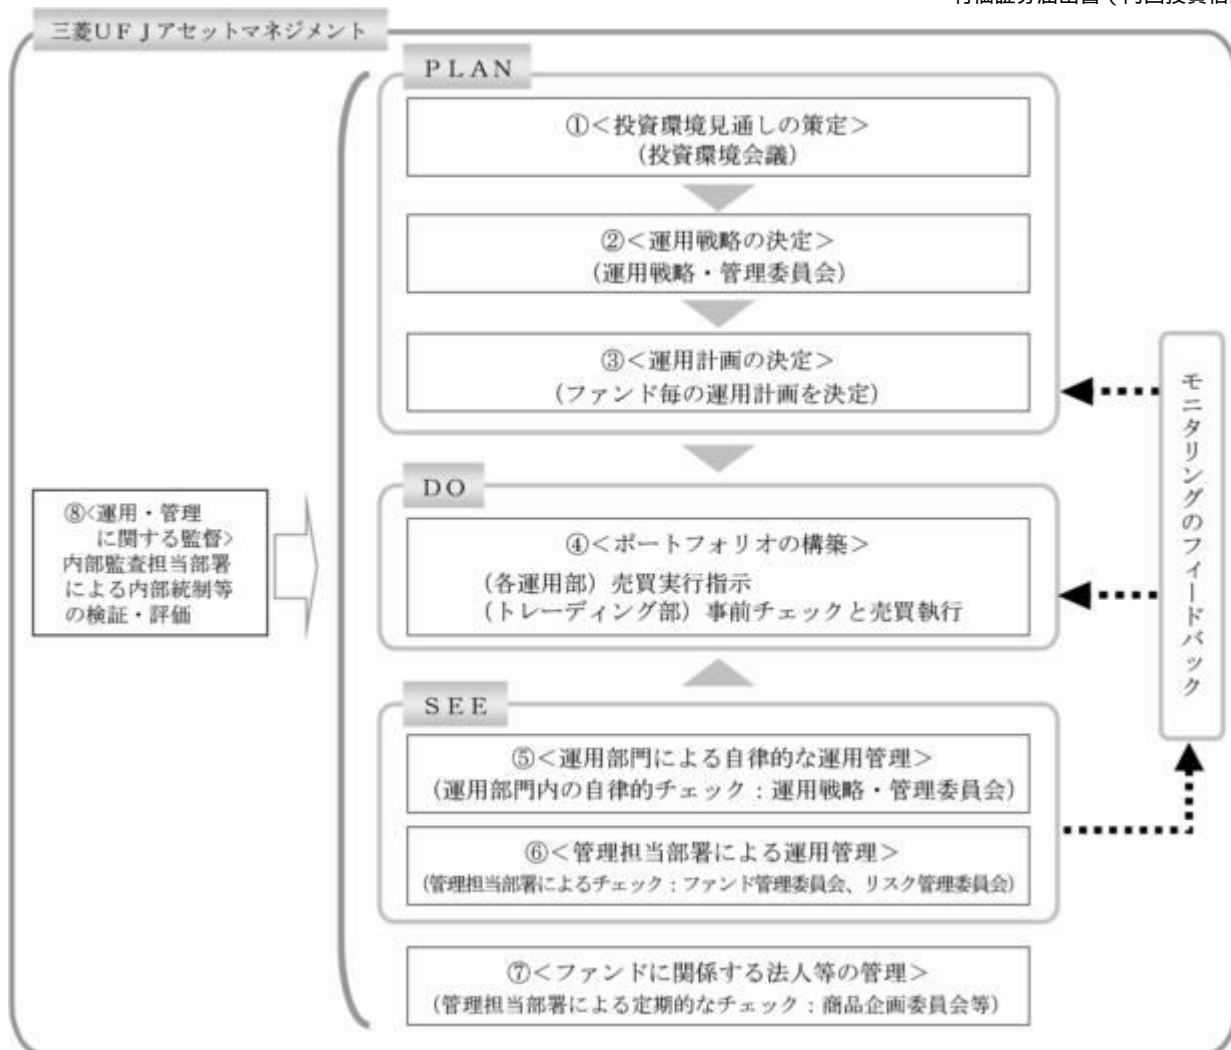 三菱UFJアセットマネジメント
PLAN
①<投資環境見通しの策定>
(投資環境会議)
②<運用戦略の決定>
(運用戦略・管理委員会)
③<運用計画の決定>
(ファンド毎の運用計画を決定)
DO
④<ポートフォリオの構築>
(各運用部)売買実行指示
(トレーディング部)事前チェックと売買執行
SEE
⑤<運用部門による自律的な運用管理>
(運用部門内の自律的チェック:運用戦略・管理委員会)
⑥<管理担当部署による運用管理>
(管理担当部署によるチェック:ファンド管理委員会、リスク管理委員会)
⑦<ファンドに関係する法人等の管理>
(管理担当部署による定期的なチェック:商品企画委員会等)
⑧<運用・管理
に関する監督>
内部監査担当部署
による内部統制等
の検証・評価
モニタリングのフィードバック